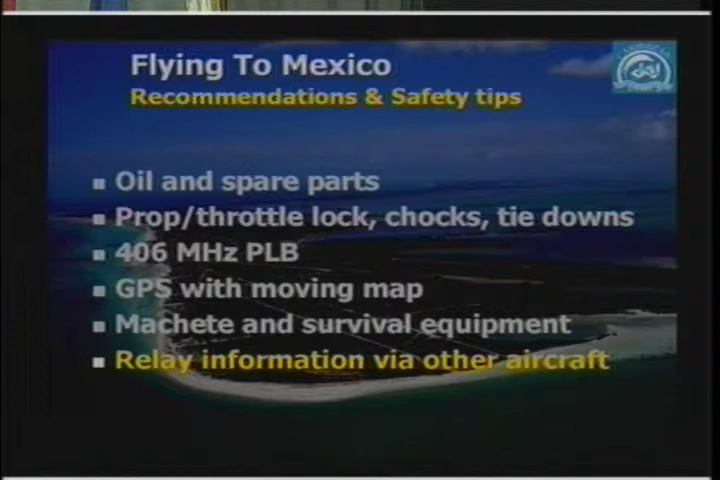 Flying To Mexico
Recommendations & Safety tips
▪ Oil and spare parts
▪ Prop/throttle lock, chocks, tie downs
▪ 406 MHz PLB
▪ GPS with moving map
▪ Machete and survival equipment
▪ Relay information via other aircraft